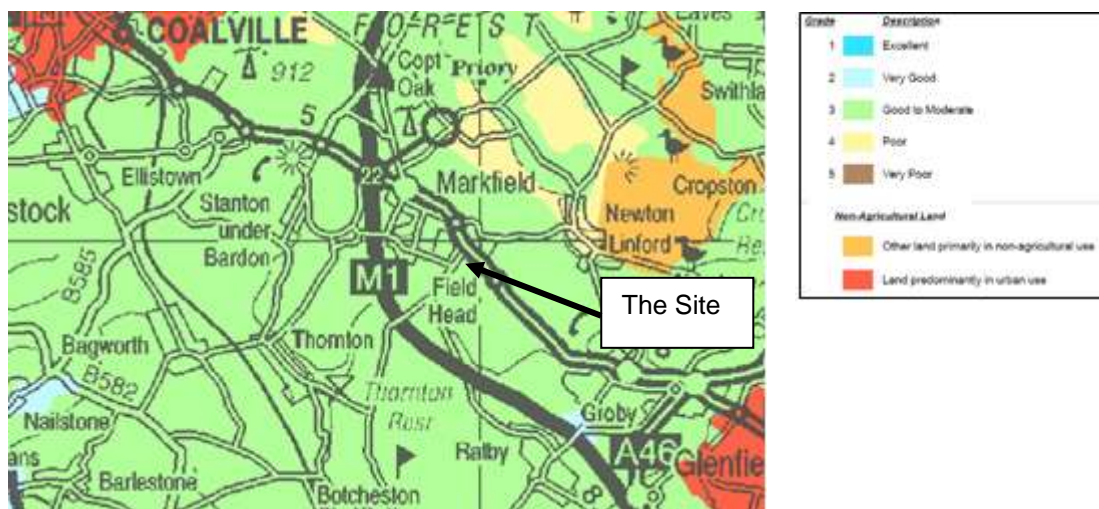 COALVILLE
FOREST
912
Copt
Oak
Priory
Swithla
5
22
Ellistown
Markfield
Cropston
stock
Stanton
under
Bardon
Newton
Linford
B585
M1
Field
Head
The Site
Bagworth
Thornton
B582
Thornton
Resr
Nailstone
Groby
Ratby
A46
Glenfie
Barlestone
Botcheston
Grade Description
1 Excellent
2 Very Good
3 Good to Moderate
4 Poor
5 Very Poor
Non-Agricultural Land
Other land primarily in non-agricultural use
Land predominantly in urban use